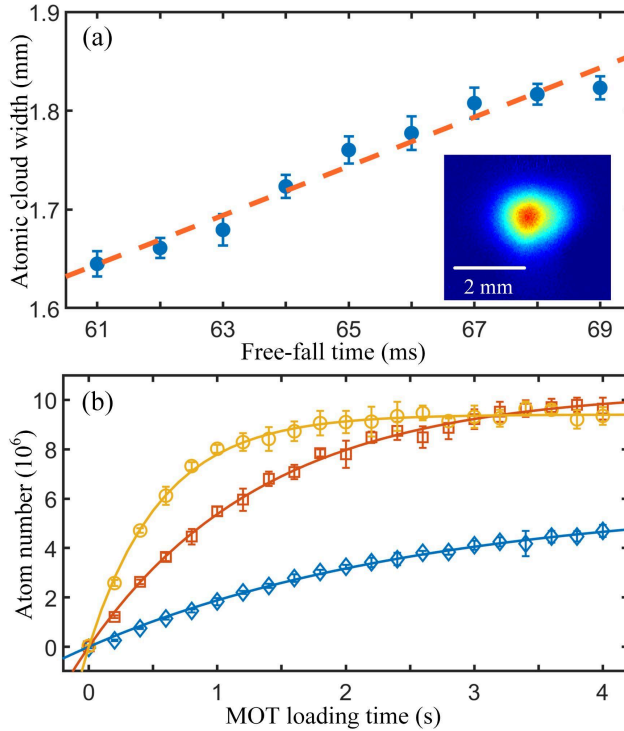 (a)
Atomic cloud width (mm)
1.9
1.8
1.7
1.6
2 mm
61 63 65 67 69
Free-fall time (ms)
(b)
Atom number (10⁶)
10
8
6
4
2
0
0 1 2 3 4
MOT loading time (s)